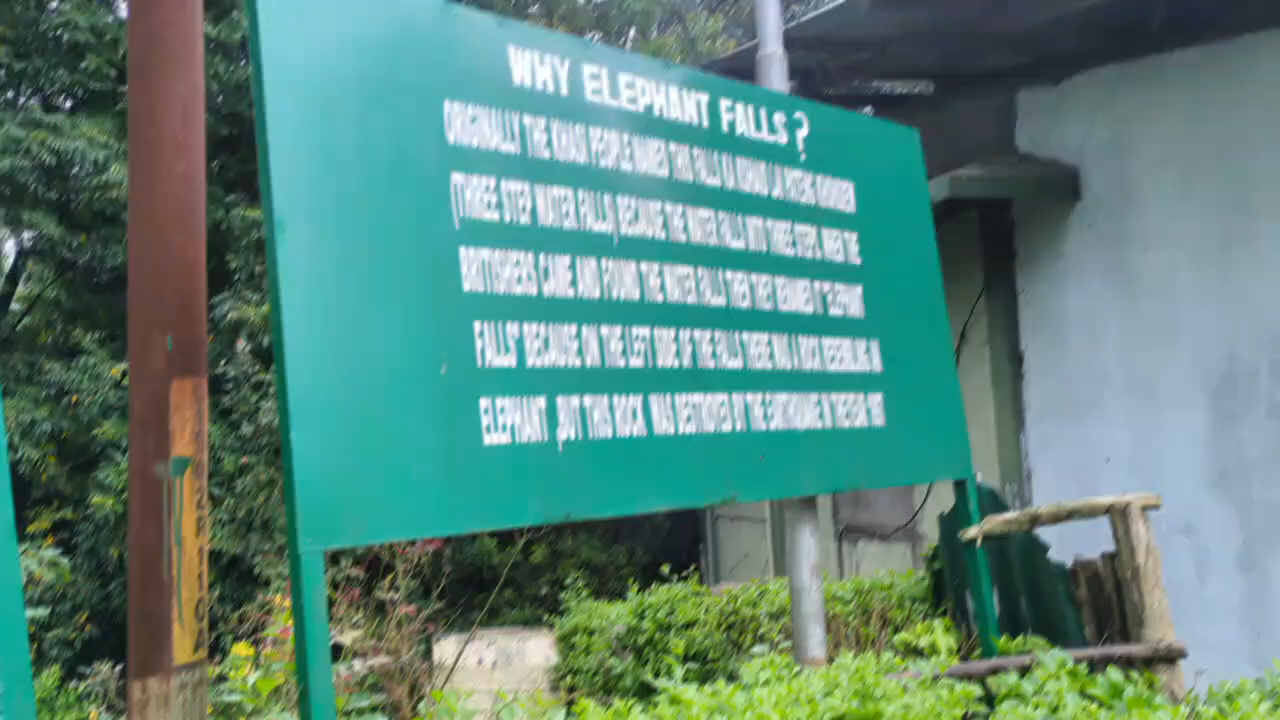 WHY ELEPHANT FALLS?
ORIGINALLY THE KHASI PEOPLE NAMED THIS FALLS KA KSHAID LA PATENG KHOHSIEW
(THREE STEP WATER FALLS) BECAUSE THE WATER FALLS INTO THREE STEPS. WHEN THE
BRITISHERS CAME AND FOUND THE WATER FALLS THEN THEY RENAMED IT "ELEPHANT
FALLS" BECAUSE ON THE LEFT SIDE OF THE FALLS THERE WAS A ROCK RESEMBLING AN
ELEPHANT ,BUT THIS ROCK WAS DESTROYED BY THE EARTHQUAKE IN THE YEAR 1897